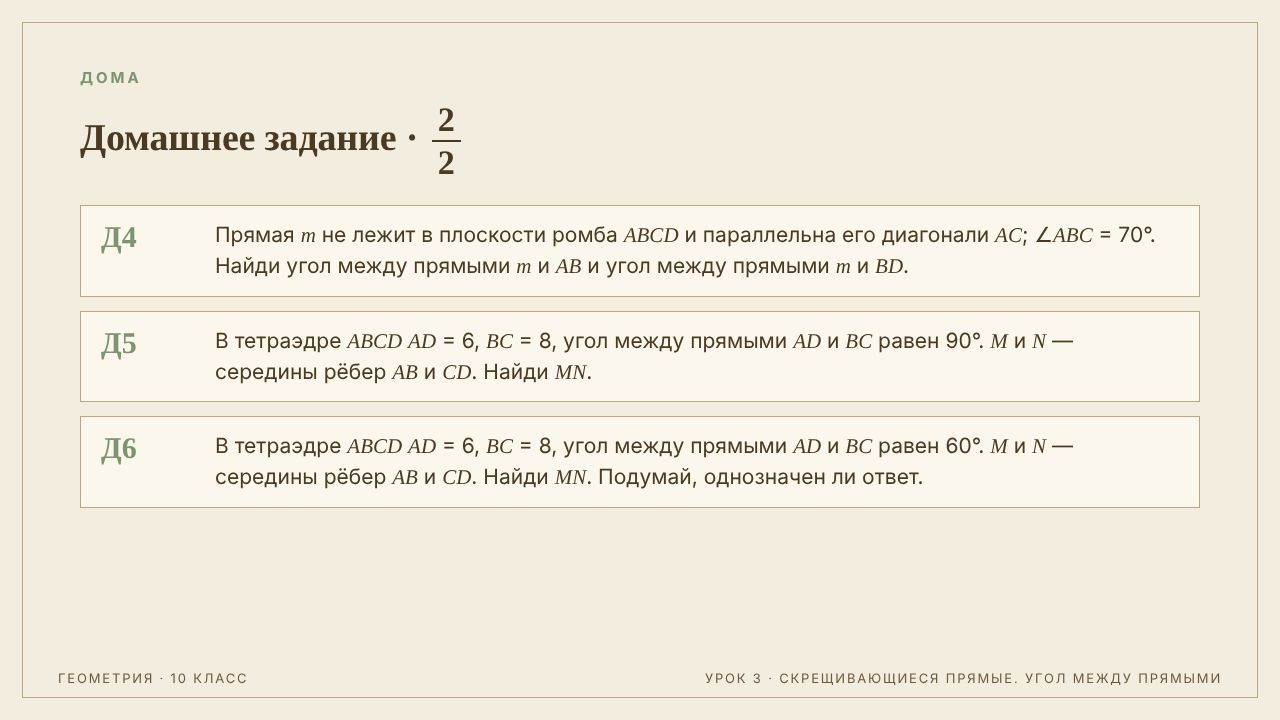 ДОМА
Домашнее задание · 2/2
Д4
Прямая m не лежит в плоскости ромба ABCD и параллельна его диагонали AC; ∠ABC = 70°.
Найди угол между прямыми m и AB и угол между прямыми m и BD.
Д5
В тетраэдре ABCD AD = 6, BC = 8, угол между прямыми AD и BC равен 90°. M и N —
середины рёбер AB и CD. Найди MN.
Д6
В тетраэдре ABCD AD = 6, BC = 8, угол между прямыми AD и BC равен 60°. M и N —
середины рёбер AB и CD. Найди MN. Подумай, однозначен ли ответ.
ГЕОМЕТРИЯ · 10 КЛАСС
УРОК 3 · СКРЕЩИВАЮЩИЕСЯ ПРЯМЫЕ. УГОЛ МЕЖДУ ПРЯМЫМИ